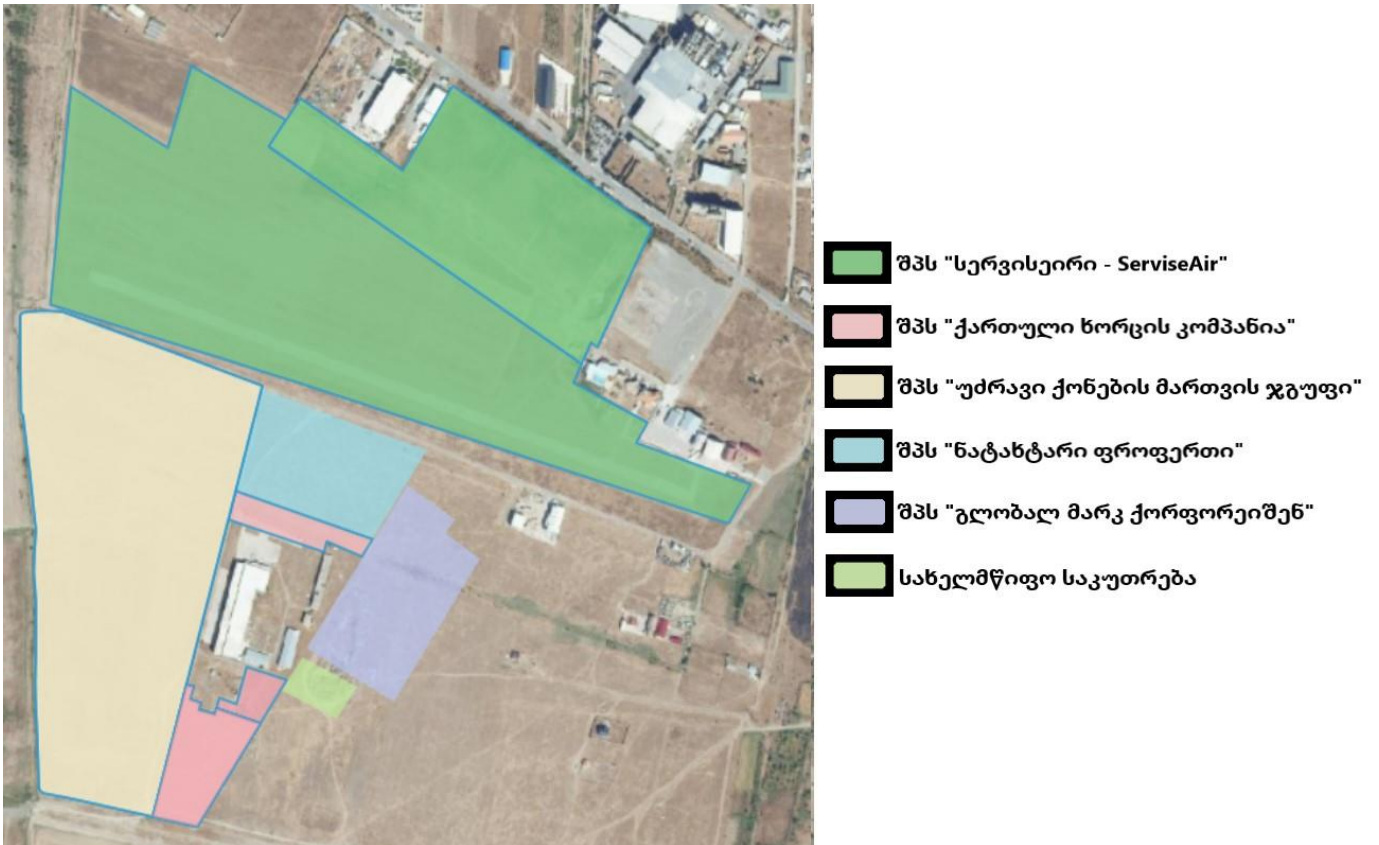 შპს "სერვისეირი - ServiseAir"
შპს "ქართული ხორცის კომპანია"
შპს "უძრავი ქონების მართვის ჯგუფი"
შპს "ნატახტარი ფროფერთი"
შპს "გლობალ მარკ ქორფორეიშენ"
სახელმწიფო საკუთრება